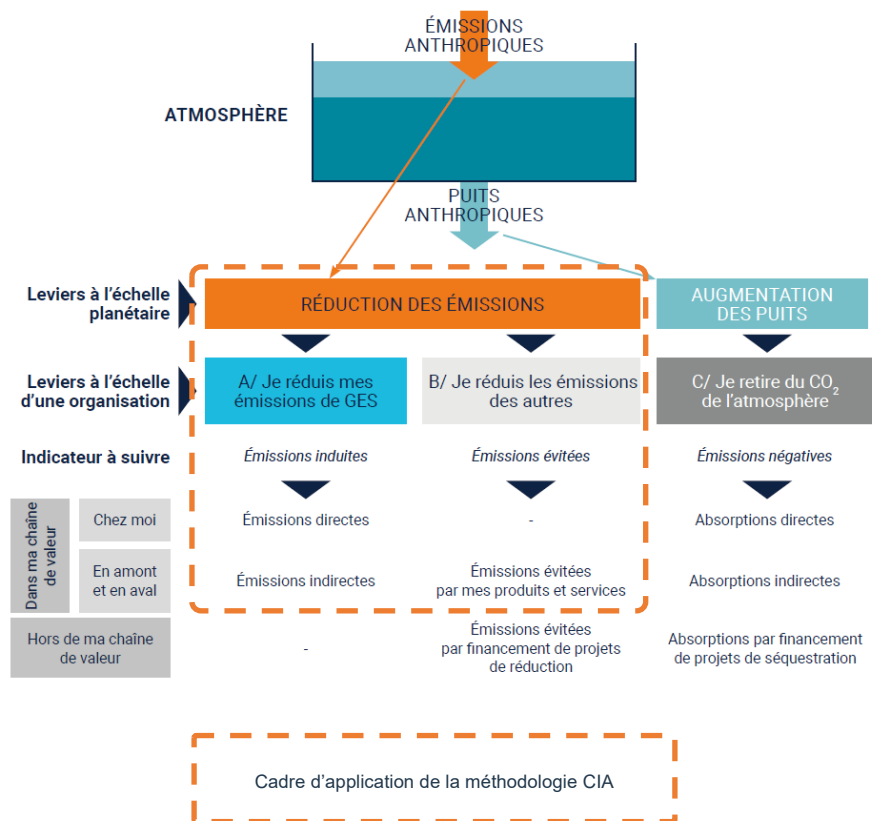 ÉMISSIONS
ANTHROPIQUES
ATMOSPHÈRE
PUITS
ANTHROPIQUES
Leviers à l'échelle
planétaire
RÉDUCTION DES ÉMISSIONS
AUGMENTATION
DES PUITS
Leviers à l'échelle
d'une organisation
A/ Je réduis mes
émissions de GES
B/ Je réduis les émissions
des autres
C/ Je retire du CO₂
de l'atmosphère
Indicateur à suivre
Émissions induites
Émissions évitées
Émissions négatives
Dans ma chaîne
de valeur
Chez moi
Émissions directes
-
Absorptions directes
En amont
et en aval
Émissions indirectes
Émissions évitées
par mes produits et services
Absorptions indirectes
Hors de ma chaîne
de valeur
-
Émissions évitées
par financement de projets
de réduction
Absorptions par financement
de projets de séquestration
Cadre d'application de la méthodologie CIA